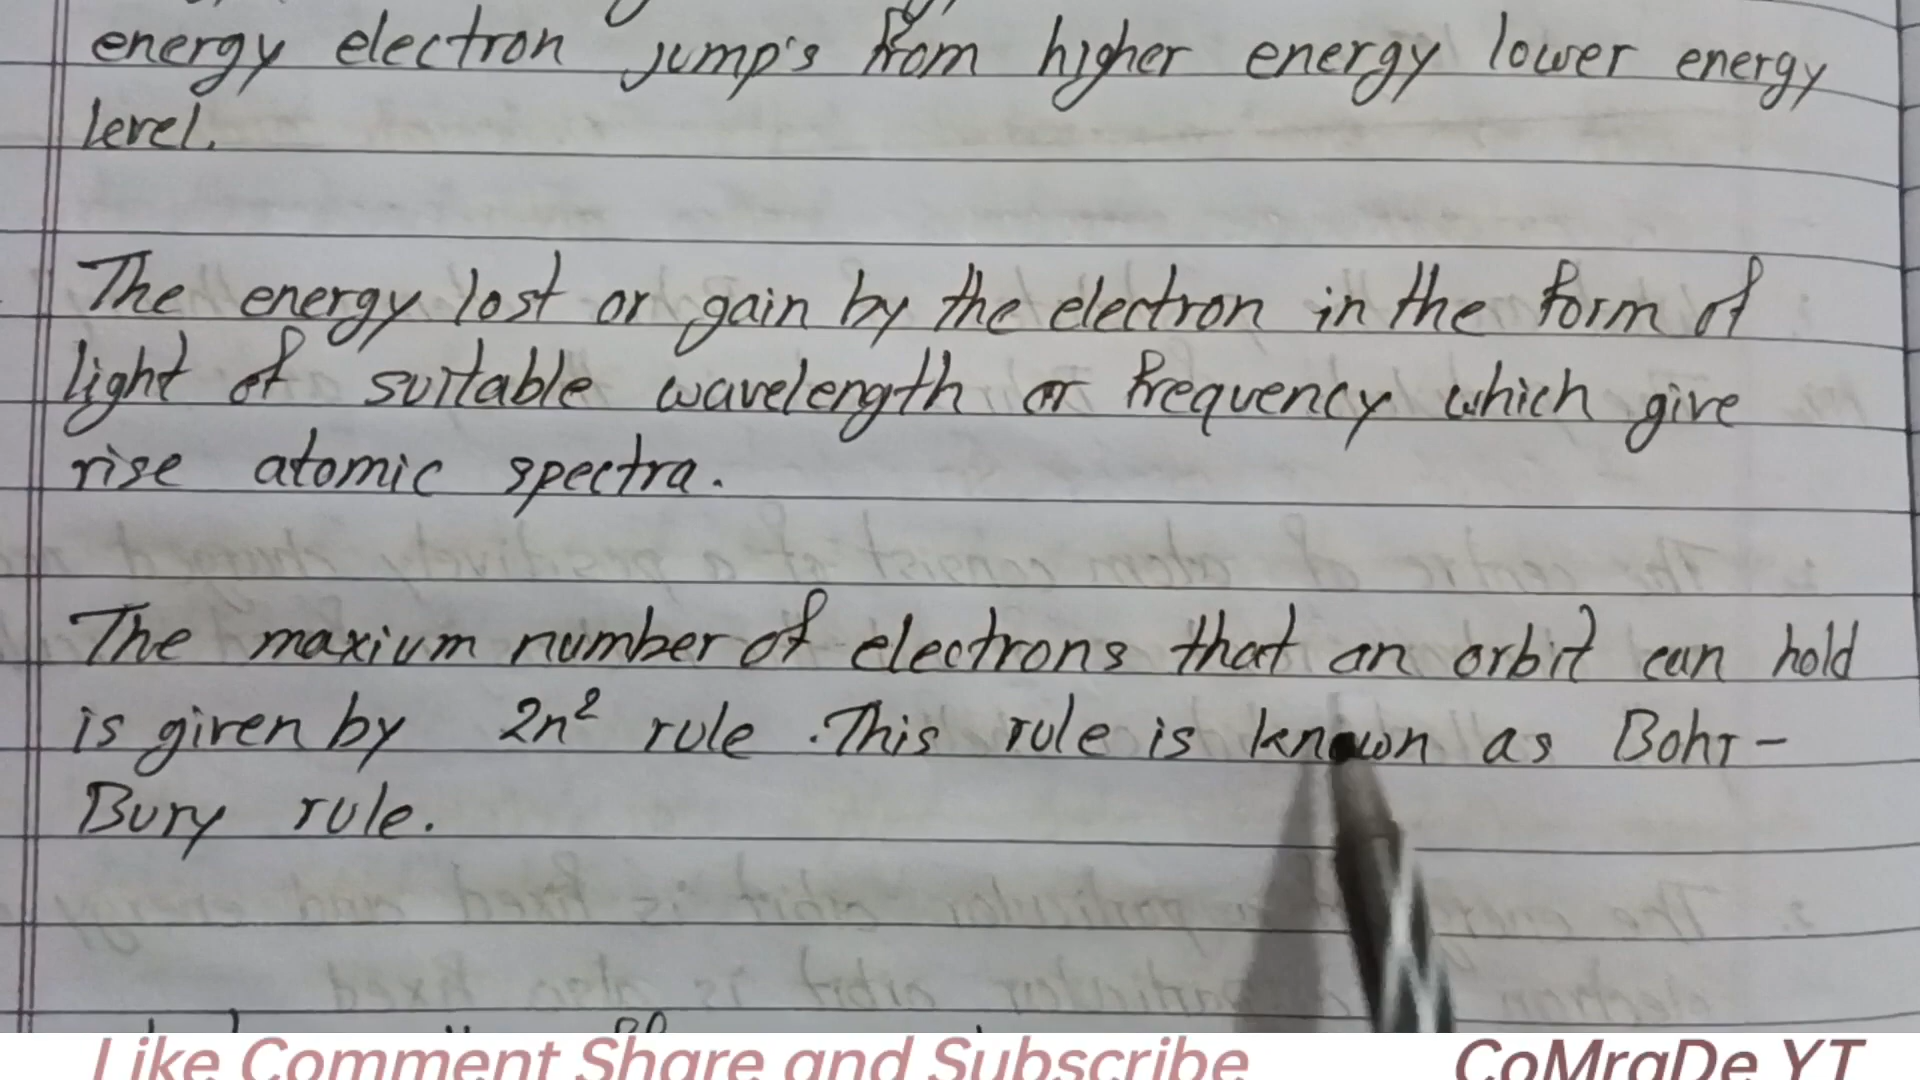 energy electron jump's from higher energy lower energy
level.
The energy lost or gain by the electron in the form of
light of suitable wavelength or frequency which give
rise atomic spectra.
The maxium number of electrons that an orbit can hold
is given by 2n² rule. This rule is known as Bohr-
Bury rule.
Like Comment Share and Subscribe CoMraDe YT